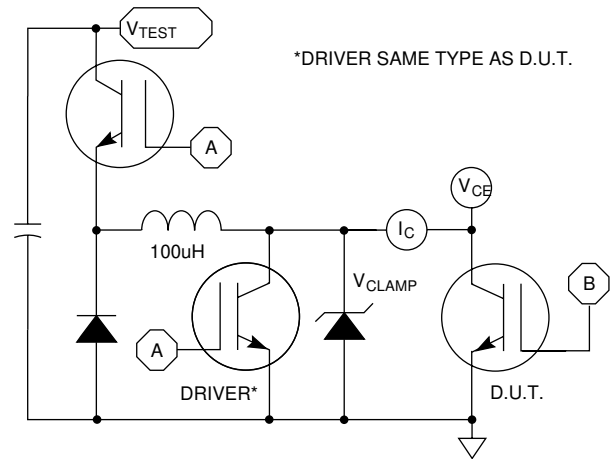 VTEST
*DRIVER SAME TYPE AS D.U.T.
A
VCE
IC
100uH
VCLAMP
B
A
DRIVER*
D.U.T.